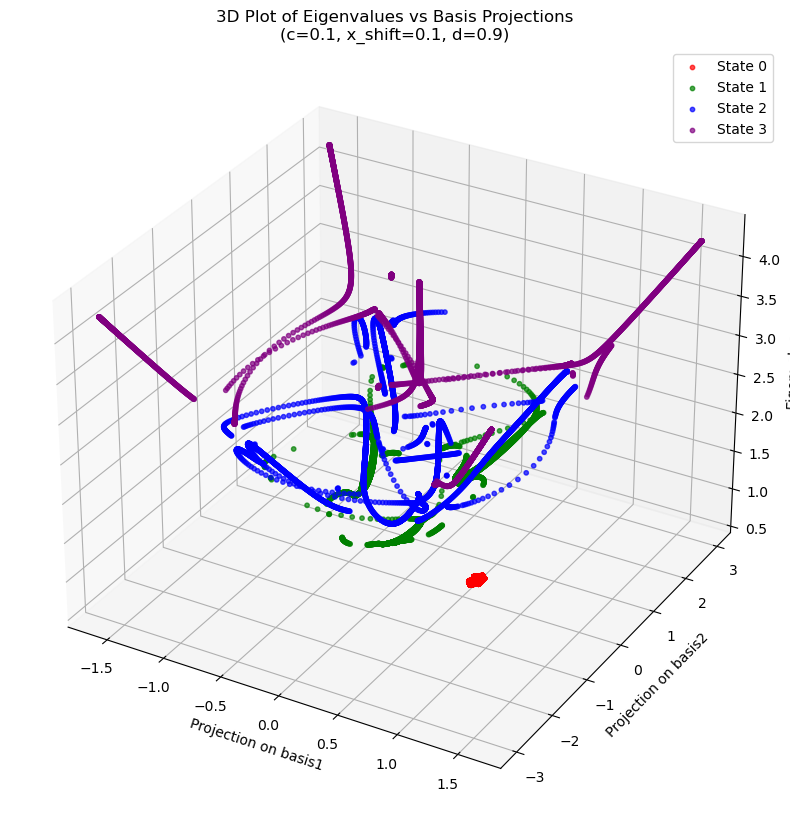 3D Plot of Eigenvalues vs Basis Projections
(c=0.1, x_shift=0.1, d=0.9)
State 0
State 1
State 2
State 3
4.0
3.5
3.0
2.5
2.0
1.5
1.0
0.5
3
2
1
0
−1
−2
−3
Projection on basis2
−1.5
−1.0
−0.5
0.0
0.5
1.0
1.5
Projection on basis1